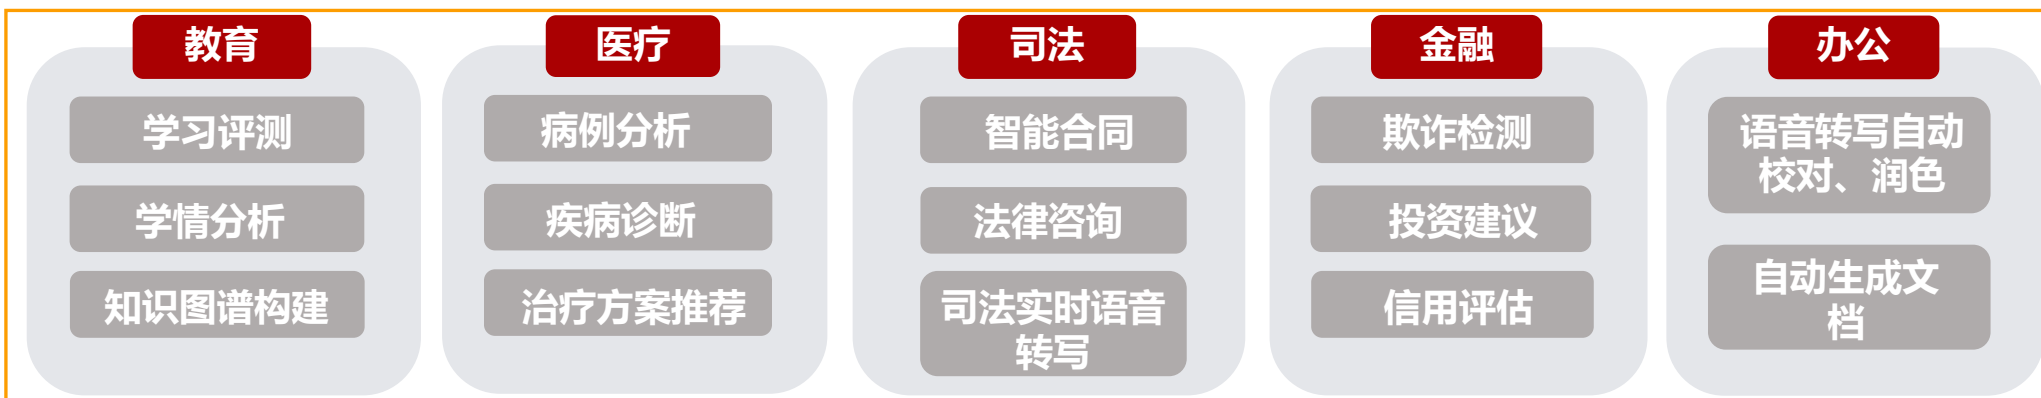 教育
学习评测
学情分析
知识图谱构建
医疗
病例分析
疾病诊断
治疗方案推荐
司法
智能合同
法律咨询
司法实时语音
转写
金融
欺诈检测
投资建议
信用评估
办公
语音转写自动
校对、润色
自动生成文
档